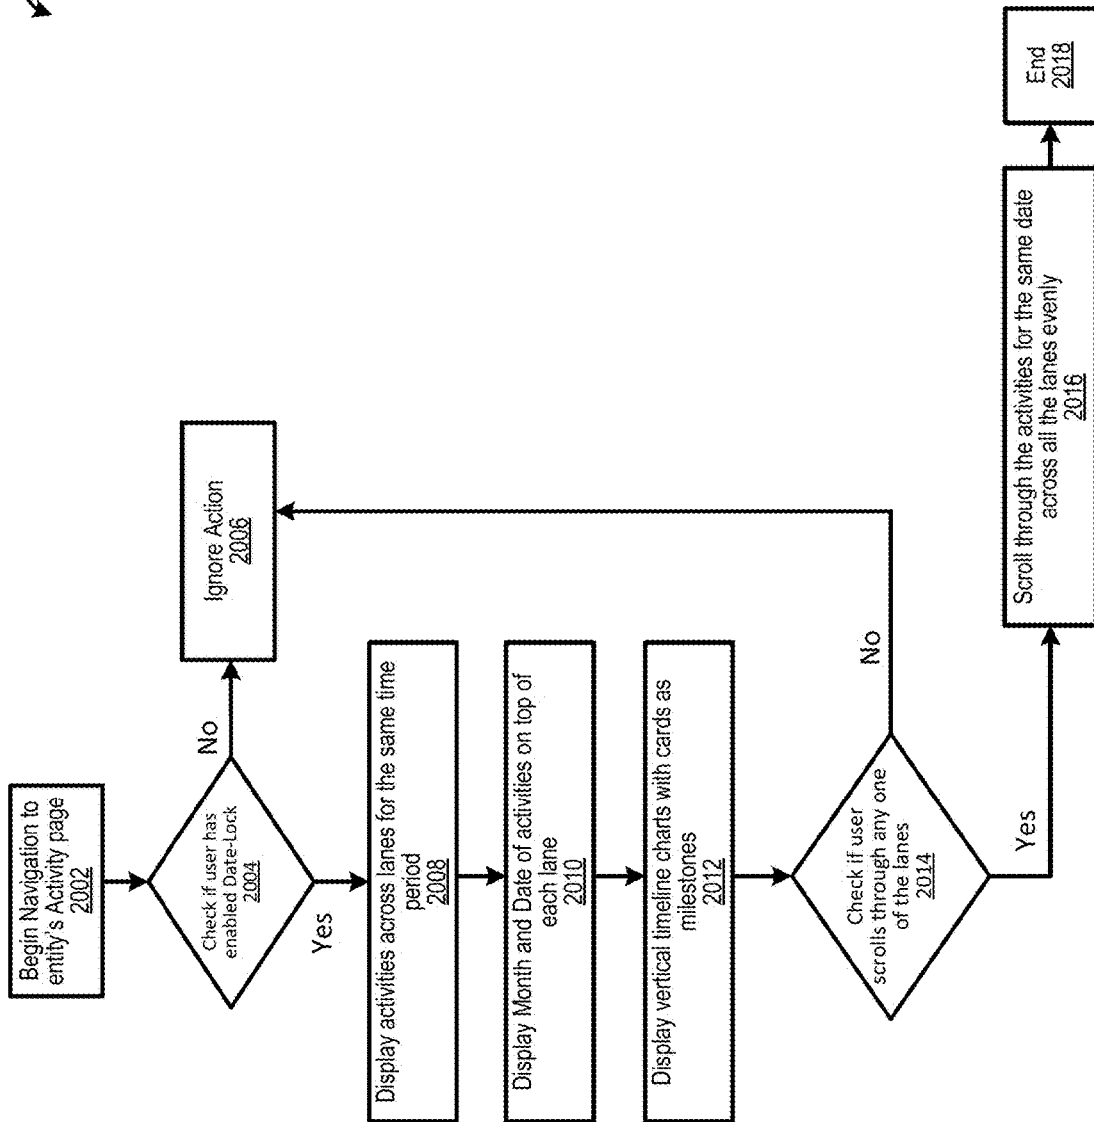 Begin Navigation to
entity's Activity page
2002
Check if user has
enabled Date-Lock
2004
No
Ignore Action
2006
Yes
Display activities across lanes for the same time
period
2008
Display Month and Date of activities on top of
each lane
2010
Display vertical timeline charts with cards as
milestones
2012
Check if user
scrolls through any one
of the lanes
2014
No
Yes
Scroll through the activities for the same date
across all the lanes evenly
2016
End
2018